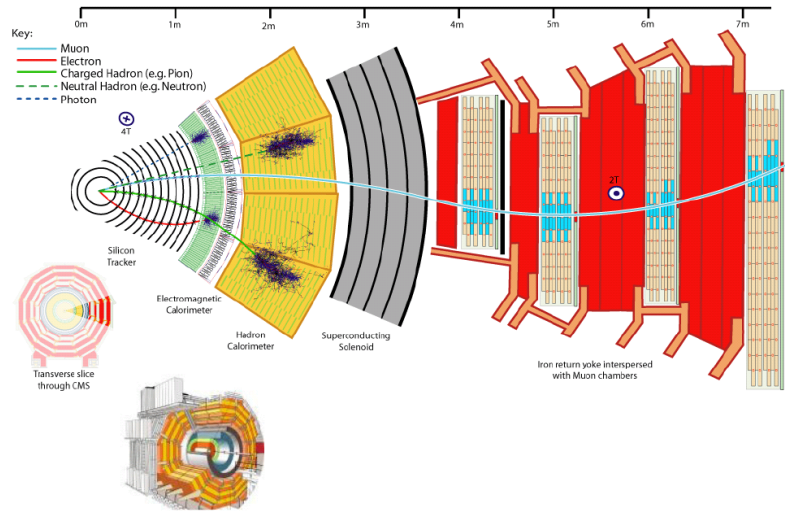 0m 1m 2m 3m 4m 5m 6m 7m
Key:
Muon
Electron
Charged Hadron (e.g. Pion)
Neutral Hadron (e.g. Neutron)
Photon
4T
2T
Silicon
Tracker
Electromagnetic
Calorimeter
Hadron
Calorimeter
Superconducting
Solenoid
Iron return yoke interspersed
with Muon chambers
Transverse slice
through CMS